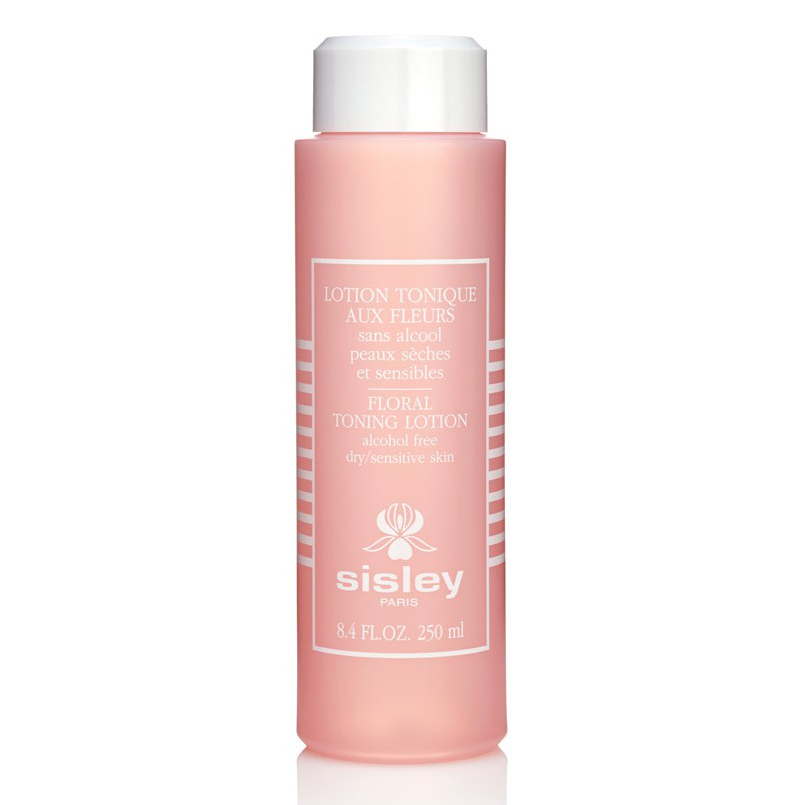 LOTION TONIQUE
AUX FLEURS
sans alcool
peaux sèches
et sensibles
FLORAL
TONING LOTION
alcohol free
dry/sensitive skin
sisley
PARIS
8.4 FL.OZ. 250 ml